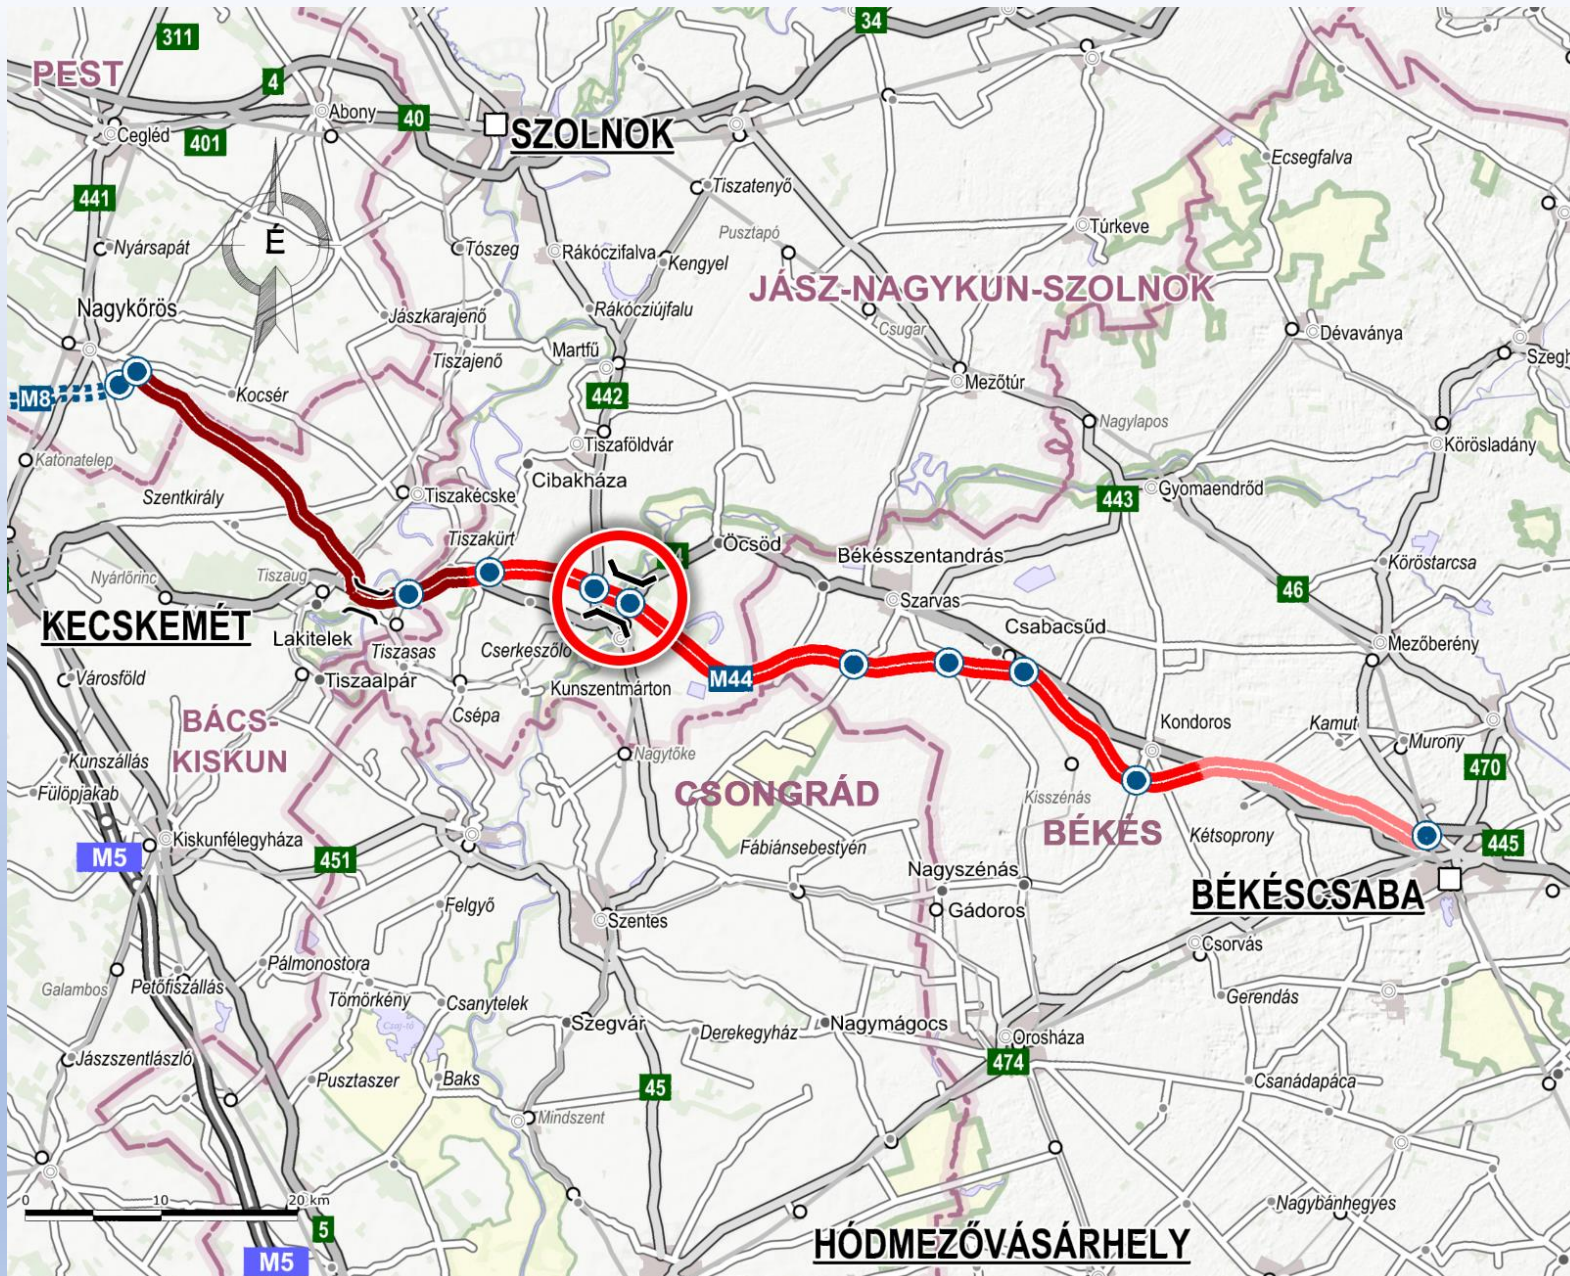 34
311
PEST
4
Abony
40
SZOLNOK
Cegléd
401
Ecsegfalva
441
Tiszatenyő
Túrkeve
Pusztapó
É
Nyársapát
Tószeg
Rákóczifalva
Kengyel
JÁSZ-NAGYKUN-SZOLNOK
Nagykőrös
Jászkarajenő
Rákócziújfalu
Csugar
Dévaványa
Martfű
Tiszajenő
Szegh
Mezőtúr
M8
Kocsér
442
Nagylapos
Katonatelep
Tiszaföldvár
Körösladány
Cibakháza
Szentkirály
Tiszakécske
443
Gyomaendrőd
Tiszakürt
Öcsöd
Békésszentandrás
Nyárlőrinc
Tiszaug
Köröstarcsa
46
Szarvas
KECSKEMÉT
Lakitelek
Csabacsűd
Mezőberény
Tiszasas
Cserkeszőlő
Városföld
Tiszaalpár
M44
Kunszentmárton
Csépa
BÁCS-
KISKUN
Kondoros
Kamut
Murony
Kunszállás
Nagytőke
470
Fülöpjakab
CSONGRÁD
Kisszénás
BÉKÉS
Kétsoprony
Kiskunfélegyháza
M5
451
Fábiánsebestyén
445
Nagyszénás
BÉKÉSCSABA
Felgyő
Szentes
Gádoros
Csorvás
Pálmonostora
Galambos
Petőfiszállás
Tömörkény
Csanytelek
Gerendás
Csaj-tó
Szegvár
Derekegyház
Nagymágocs
Orosháza
Jászszentlászló
474
Pusztaszer
Baks
45
Csanádapáca
Mindszent
0 10 20 km
Nagybánhegyes
5
M5
HÓDMEZŐVÁSÁRHELY